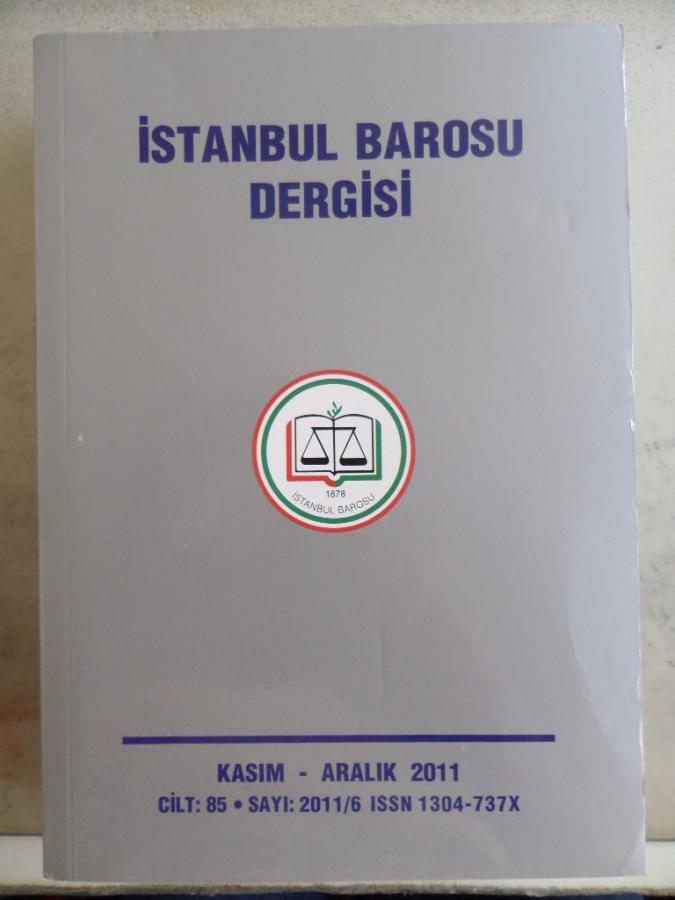 İSTANBUL BAROSU
DERGİSİ
1878
İSTANBUL BAROSU
KASIM - ARALIK 2011
CİLT: 85 • SAYI: 2011/6 ISSN 1304-737X